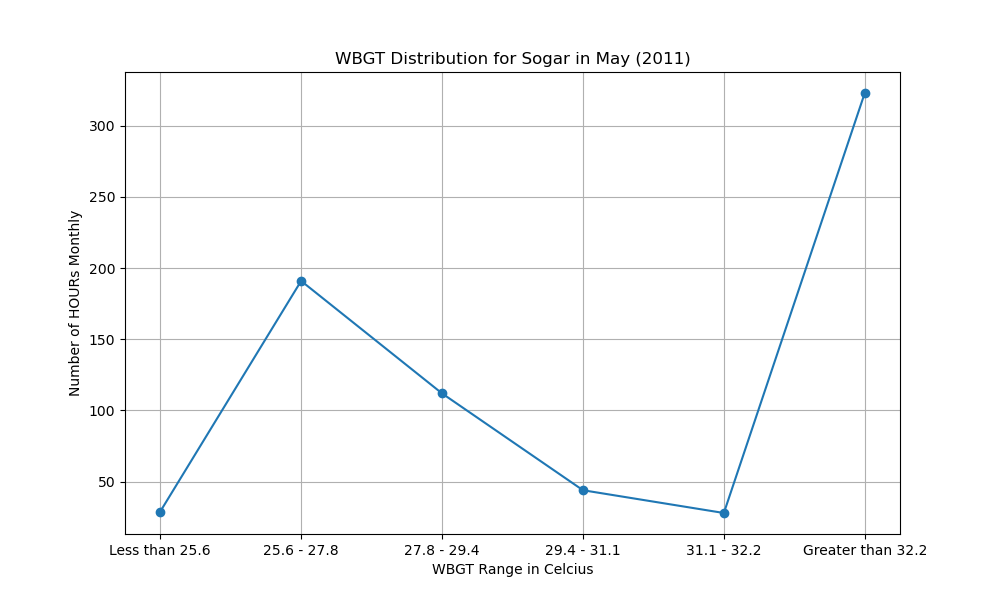 WBGT Distribution for Sogar in May (2011)
Number of HOURs Monthly
300
250
200
150
100
50
Less than 25.6
25.6 - 27.8
27.8 - 29.4
29.4 - 31.1
31.1 - 32.2
Greater than 32.2
WBGT Range in Celcius